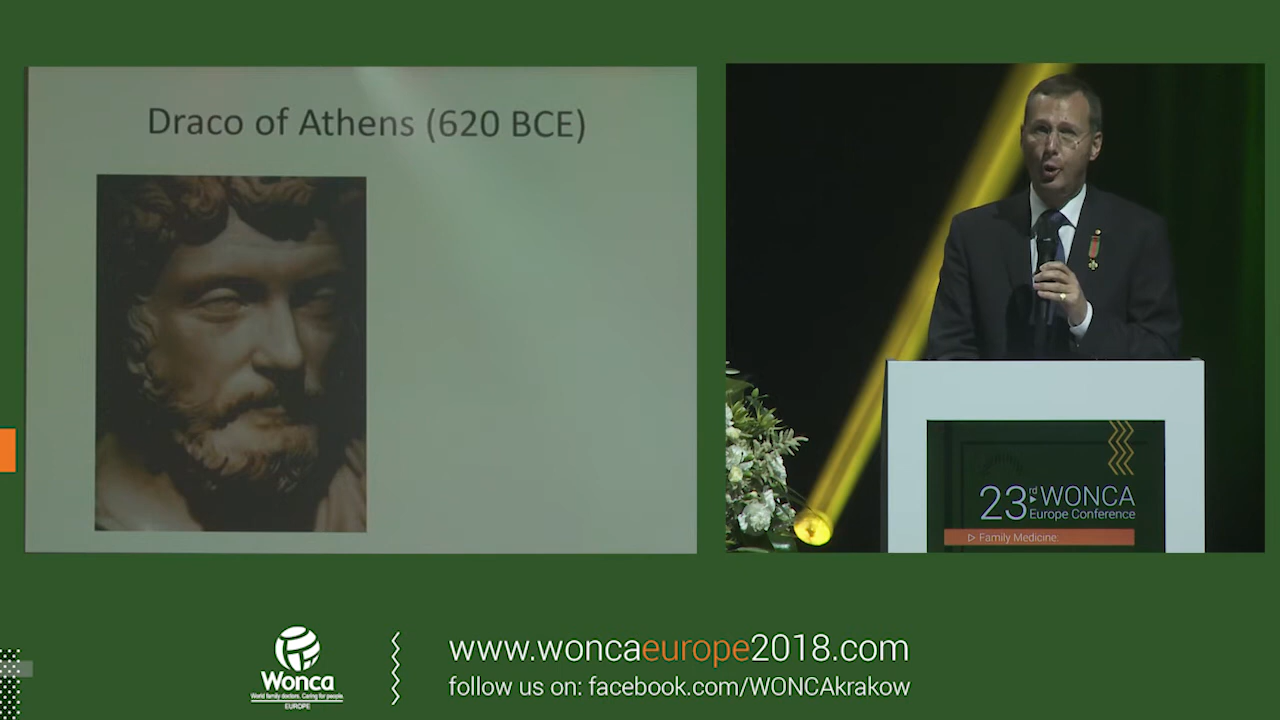 Draco of Athens (620 BCE)
23rd WONCA
Europe Conference
Family Medicine.
Wonca
World family doctors. Caring for people.
EUROPE
www.woncaeurope2018.com
follow us on: facebook.com/WONCAkrakow